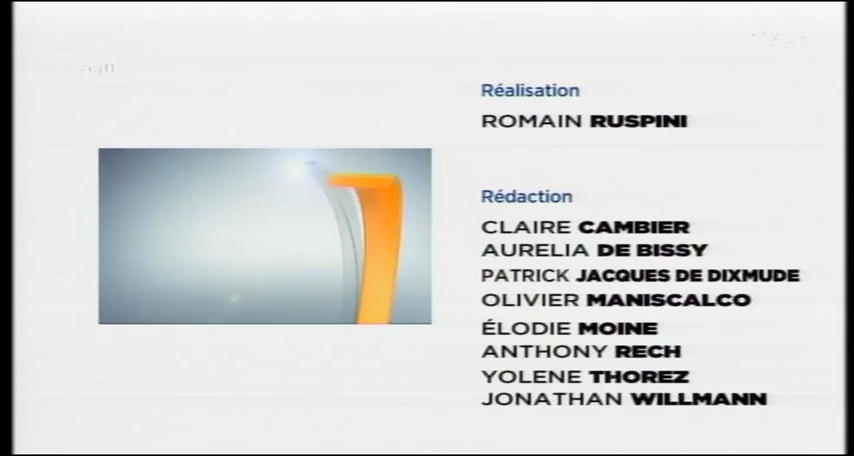 Réalisation
ROMAIN RUSPINI
Rédaction
CLAIRE CAMBIER
AURELIA DE BISSY
PATRICK JACQUES DE DIXMUDE
OLIVIER MANISCALCO
ÉLODIE MOINE
ANTHONY RECH
YOLENE THOREZ
JONATHAN WILLMANN